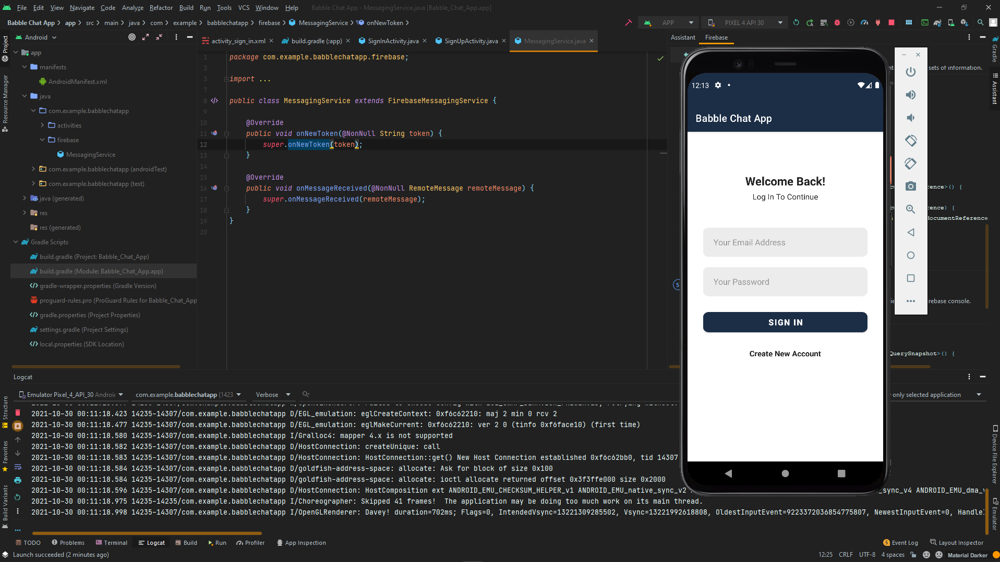 File Edit View Navigate Code Analyze Refactor Build Run Tools VCS Window Help Babble Chat App - MessagingService.java [Babble_Chat_App.app]
Babble Chat App > app > src > main > java > com > example > babblechatapp > firebase > MessagingService > onNewToken > APP PIXEL 4 API 30
Android
activity_sign_in.xml build.gradle (:app) SignInActivity.java SignUpActivity.java MessagingService.java
Assistant Firebase
Project
Resource Manager
Structure
Favorites
Build Variants
Gradle
Assistant
Device File Explorer
Emulator
app
manifests
AndroidManifest.xml
java
com.example.babblechatapp
activities
firebase
MessagingService
com.example.babblechatapp (androidTest)
com.example.babblechatapp (test)
java (generated)
res
res (generated)
Gradle Scripts
build.gradle (Project: Babble_Chat_App)
build.gradle (Module: Babble_Chat_App.app)
gradle-wrapper.properties (Gradle Version)
proguard-rules.pro (ProGuard Rules for Babble_Chat_App
gradle.properties (Project Properties)
settings.gradle (Project Settings)
local.properties (SDK Location)
1 package com.example.babblechatapp.firebase;
2
3 import ...
7
8 public class MessagingService extends FirebaseMessagingService {
9
10 @Override
11 public void onNewToken(@NonNull String token) {
12 super.onNewToken(token);
13 }
14
15 @Override
16 public void onMessageReceived(@NonNull RemoteMessage remoteMessage) {
17 super.onMessageReceived(remoteMessage);
18 }
19 }
20
12:13
Babble Chat App
Welcome Back!
Log In To Continue
Your Email Address
Your Password
SIGN IN
Create New Account
sets of information.
rence>() {
rence) {
documentReference
5
rebase console.
QuerySnapshot>() {
Logcat
Emulator Pixel_4_API_30 Android com.example.babblechatapp (1423 Verbose only selected application
2021-10-30 00:11:18.423 14235-14307/com.example.babblechatapp D/EGL_emulation: eglCreateContext: 0xf6c62210: maj 2 min 0 rcv 2
2021-10-30 00:11:18.477 14235-14307/com.example.babblechatapp D/EGL_emulation: eglMakeCurrent: 0xf6c62210: ver 2 0 (tinfo 0xf6face10) (first time)
2021-10-30 00:11:18.580 14235-14307/com.example.babblechatapp I/Gralloc4: mapper 4.x is not supported
2021-10-30 00:11:18.582 14235-14307/com.example.babblechatapp D/HostConnection: createUnique: call
2021-10-30 00:11:18.583 14235-14307/com.example.babblechatapp D/HostConnection: HostConnection::get() New Host Connection established 0xf6c62bb0, tid 14307
2021-10-30 00:11:18.584 14235-14307/com.example.babblechatapp D/goldfish-address-space: allocate: Ask for block of size 0x100
2021-10-30 00:11:18.584 14235-14307/com.example.babblechatapp D/goldfish-address-space: allocate: ioctl allocate returned offset 0x3f3ffe000 size 0x2000
2021-10-30 00:11:18.596 14235-14307/com.example.babblechatapp D/HostConnection: HostComposition ext ANDROID_EMU_CHECKSUM_HELPER_v1 ANDROID_EMU_native_sync_v2 _sync_v4 ANDROID_EMU_dma_v
2021-10-30 00:11:18.975 14235-14235/com.example.babblechatapp I/Choreographer: Skipped 41 frames! The application may be doing too much work on its main thread.
2021-10-30 00:11:18.998 14235-14307/com.example.babblechatapp I/OpenGLRenderer: Davey! duration=702ms; Flags=0, IntendedVsync=13221309285502, Vsync=13221992618808, OldestInputEvent=9223372036854775807, NewestInputEvent=0, HandleI
TODO Problems Terminal Logcat Build Run Profiler App Inspection 5 Event Log Layout Inspector
Launch succeeded (2 minutes ago) 12:25 CRLF UTF-8 4 spaces Material Darker